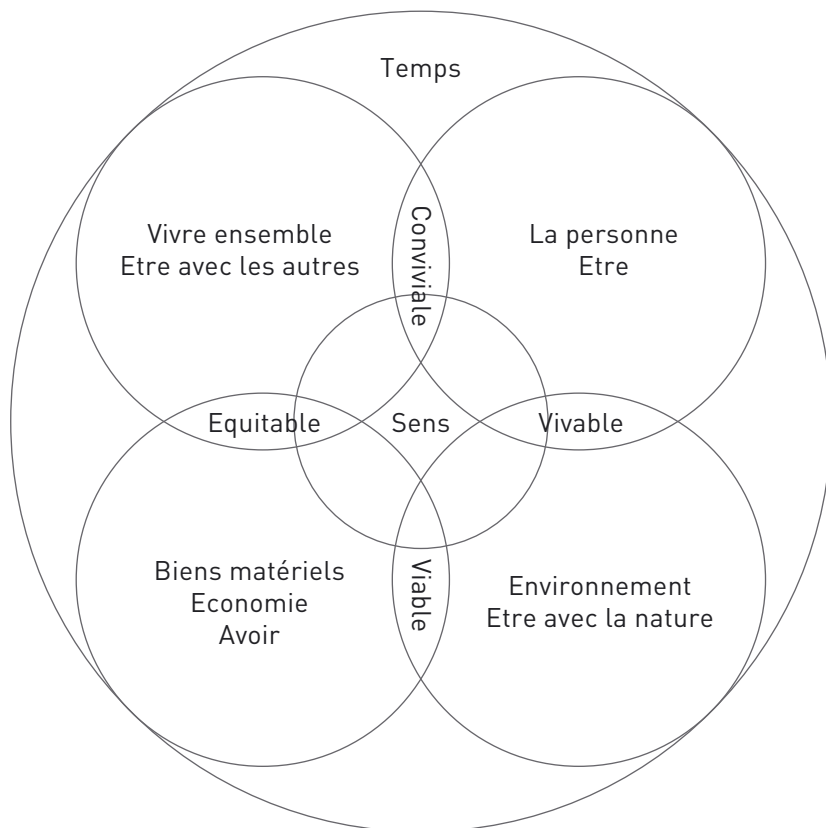 Temps
Vivre ensemble
Etre avec les autres
Conviviale
La personne
Etre
Equitable
Sens
Vivable
Biens matériels
Economie
Avoir
Viable
Environnement
Etre avec la nature